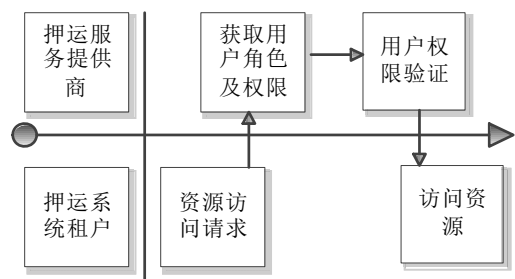 押运服
务提供
商
获取用
户角色
及权限
用户权
限验证
押运系
统租户
资源访
问请求
访问资
源